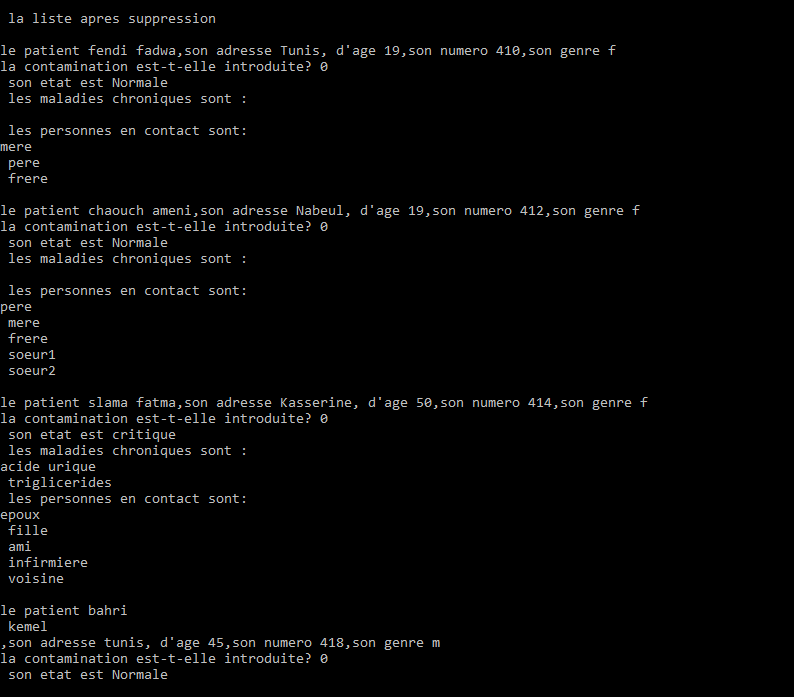 la liste apres suppression
le patient fendi fadwa,son adresse Tunis, d'age 19,son numero 410,son genre f
la contamination est-t-elle introduite? 0
son etat est Normale
les maladies chroniques sont :
les personnes en contact sont:
mere
pere
frere
le patient chaouch ameni,son adresse Nabeul, d'age 19,son numero 412,son genre f
la contamination est-t-elle introduite? 0
son etat est Normale
les maladies chroniques sont :
les personnes en contact sont:
pere
mere
frere
soeur1
soeur2
le patient slama fatma,son adresse Kasserine, d'age 50,son numero 414,son genre f
la contamination est-t-elle introduite? 0
son etat est critique
les maladies chroniques sont :
acide urique
triglicerides
les personnes en contact sont:
epoux
fille
ami
infirmiere
voisine
le patient bahri
kemel
,son adresse tunis, d'age 45,son numero 418,son genre m
la contamination est-t-elle introduite? 0
son etat est Normale